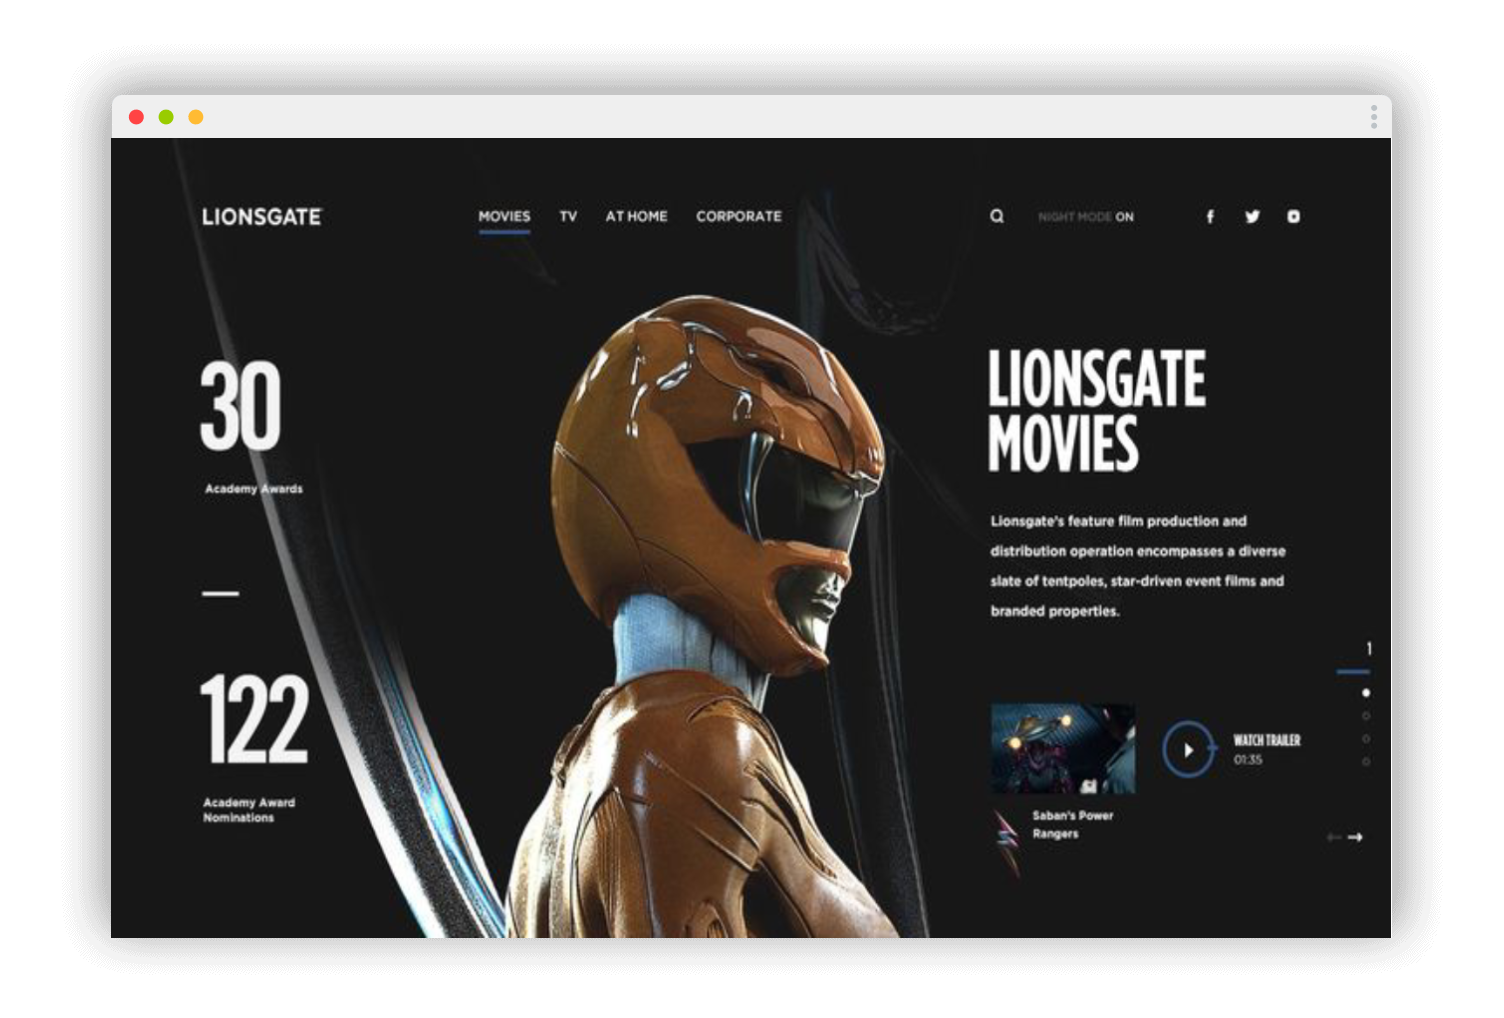 LIONSGATE
MOVIES TV AT HOME CORPORATE
NIGHT MODE ON
30
Academy Awards
122
Academy Award
Nominations
LIONSGATE
MOVIES
Lionsgate's feature film production and
distribution operation encompasses a diverse
slate of tentpoles, star-driven event films and
branded properties.
1
WATCH TRAILER
01:35
Saban's Power
Rangers